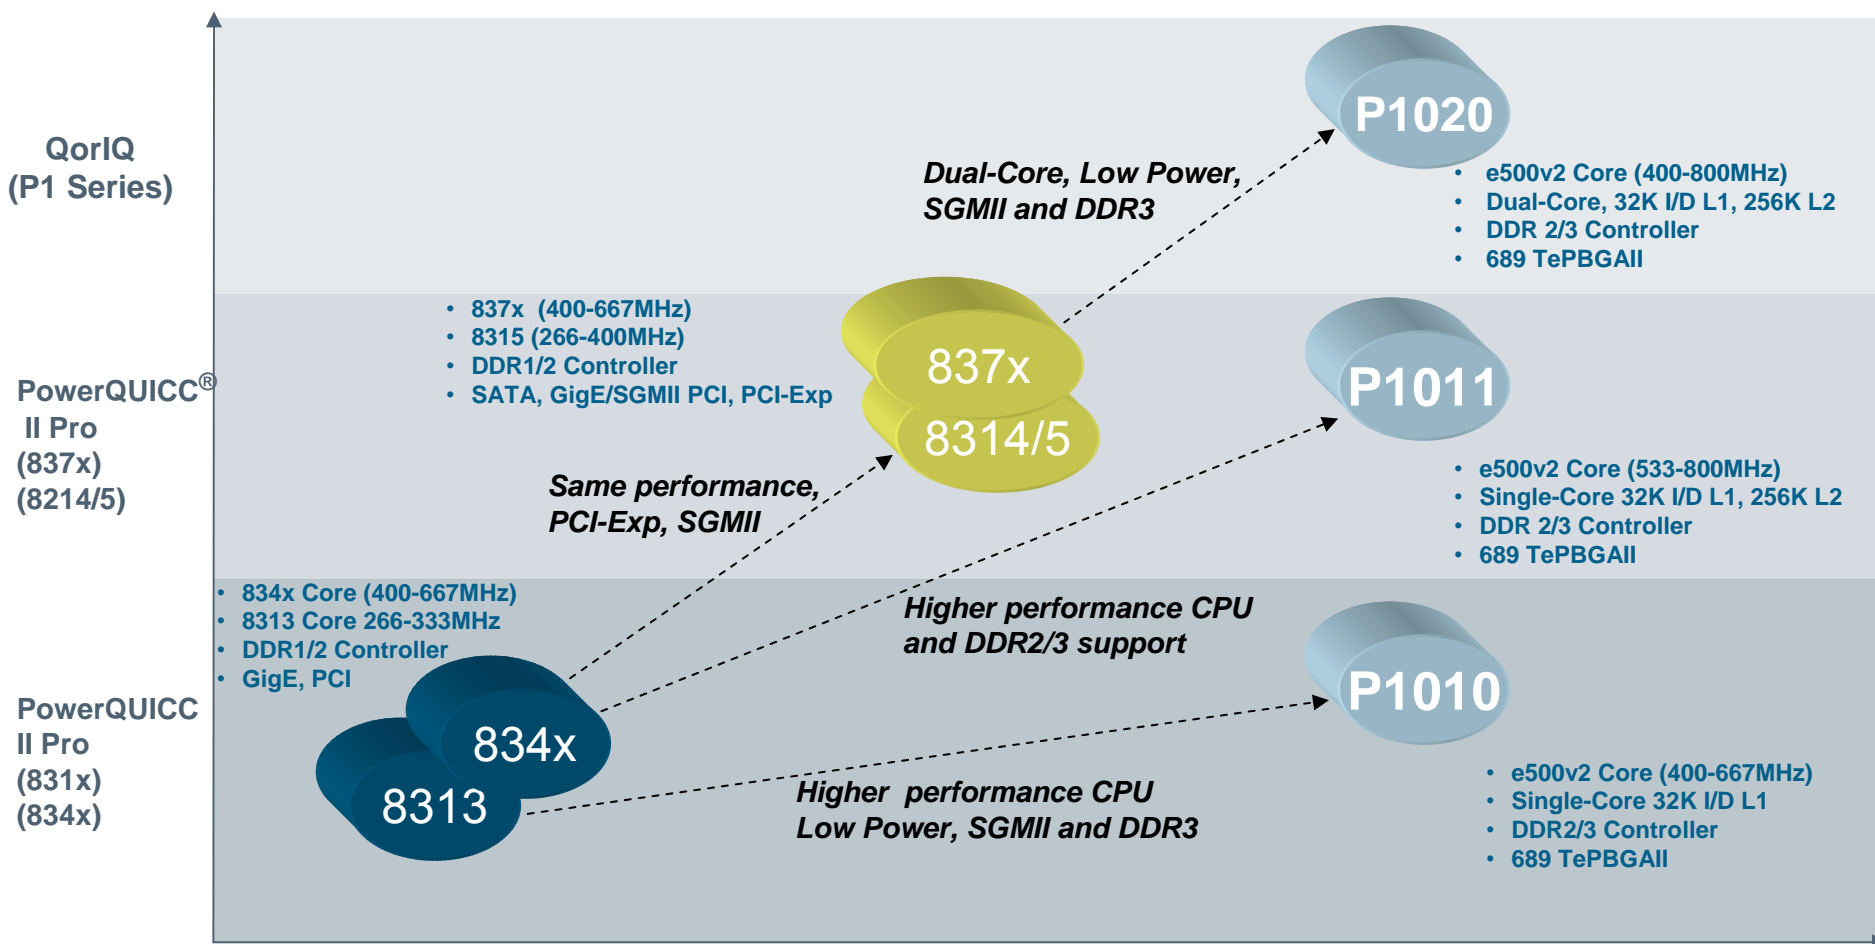 QorIQ
(P1 Series)
P1020
• e500v2 Core (400-800MHz)
• Dual-Core, 32K I/D L1, 256K L2
• DDR 2/3 Controller
• 689 TePBGAII
Dual-Core, Low Power,
SGMII and DDR3
PowerQUICC®
II Pro
(837x)
(8214/5)
• 837x (400-667MHz)
• 8315 (266-400MHz)
• DDR1/2 Controller
• SATA, GigE/SGMII PCI, PCI-Exp
837x
8314/5
P1011
• e500v2 Core (533-800MHz)
• Single-Core 32K I/D L1, 256K L2
• DDR 2/3 Controller
• 689 TePBGAII
Same performance,
PCI-Exp, SGMII
PowerQUICC
II Pro
(831x)
(834x)
• 834x Core (400-667MHz)
• 8313 Core 266-333MHz
• DDR1/2 Controller
• GigE, PCI
834x
8313
Higher performance CPU
and DDR2/3 support
P1010
Higher performance CPU
Low Power, SGMII and DDR3
• e500v2 Core (400-667MHz)
• Single-Core 32K I/D L1
• DDR2/3 Controller
• 689 TePBGAII